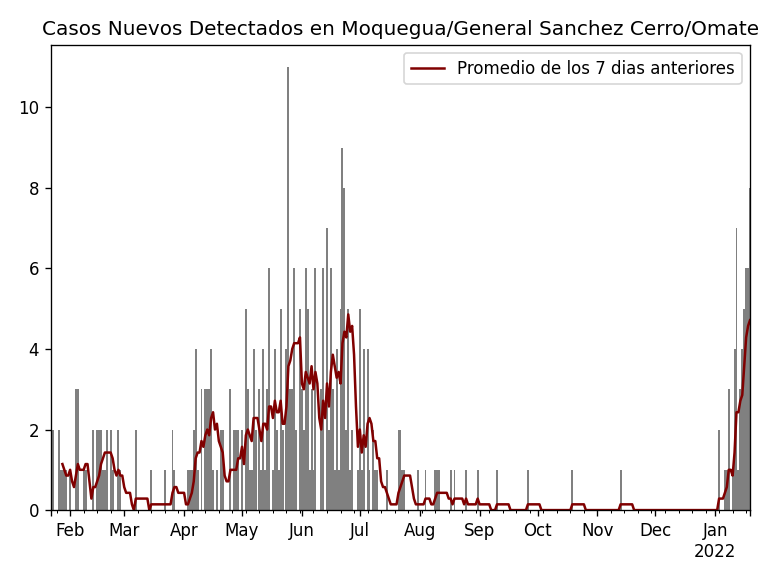 Casos Nuevos Detectados en Moquegua/General Sanchez Cerro/Omate
Promedio de los 7 dias anteriores
10
8
6
4
2
0
Feb Mar Apr May Jun Jul Aug Sep Oct Nov Dec Jan
2022